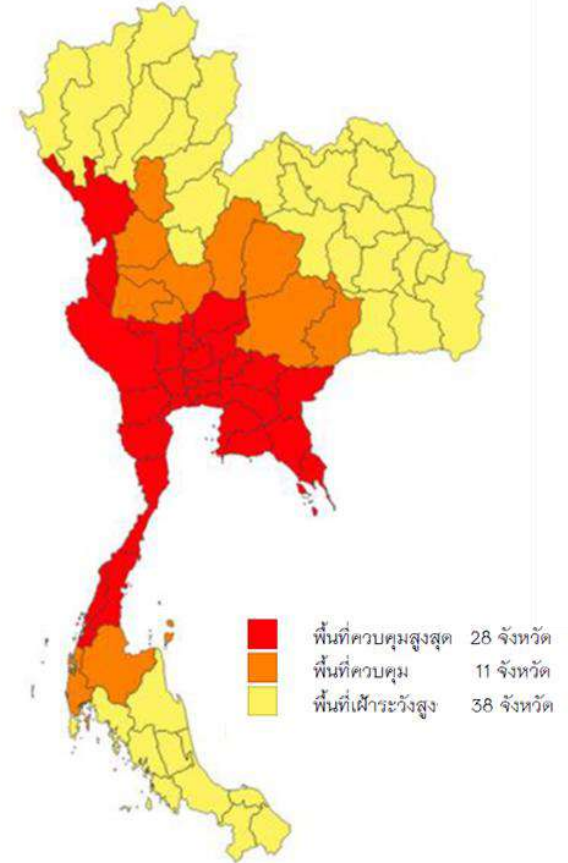 พื้นที่ควบคุมสูงสุด 28 จังหวัด
พื้นที่ควบคุม 11 จังหวัด
พื้นที่เฝ้าระวังสูง 38 จังหวัด